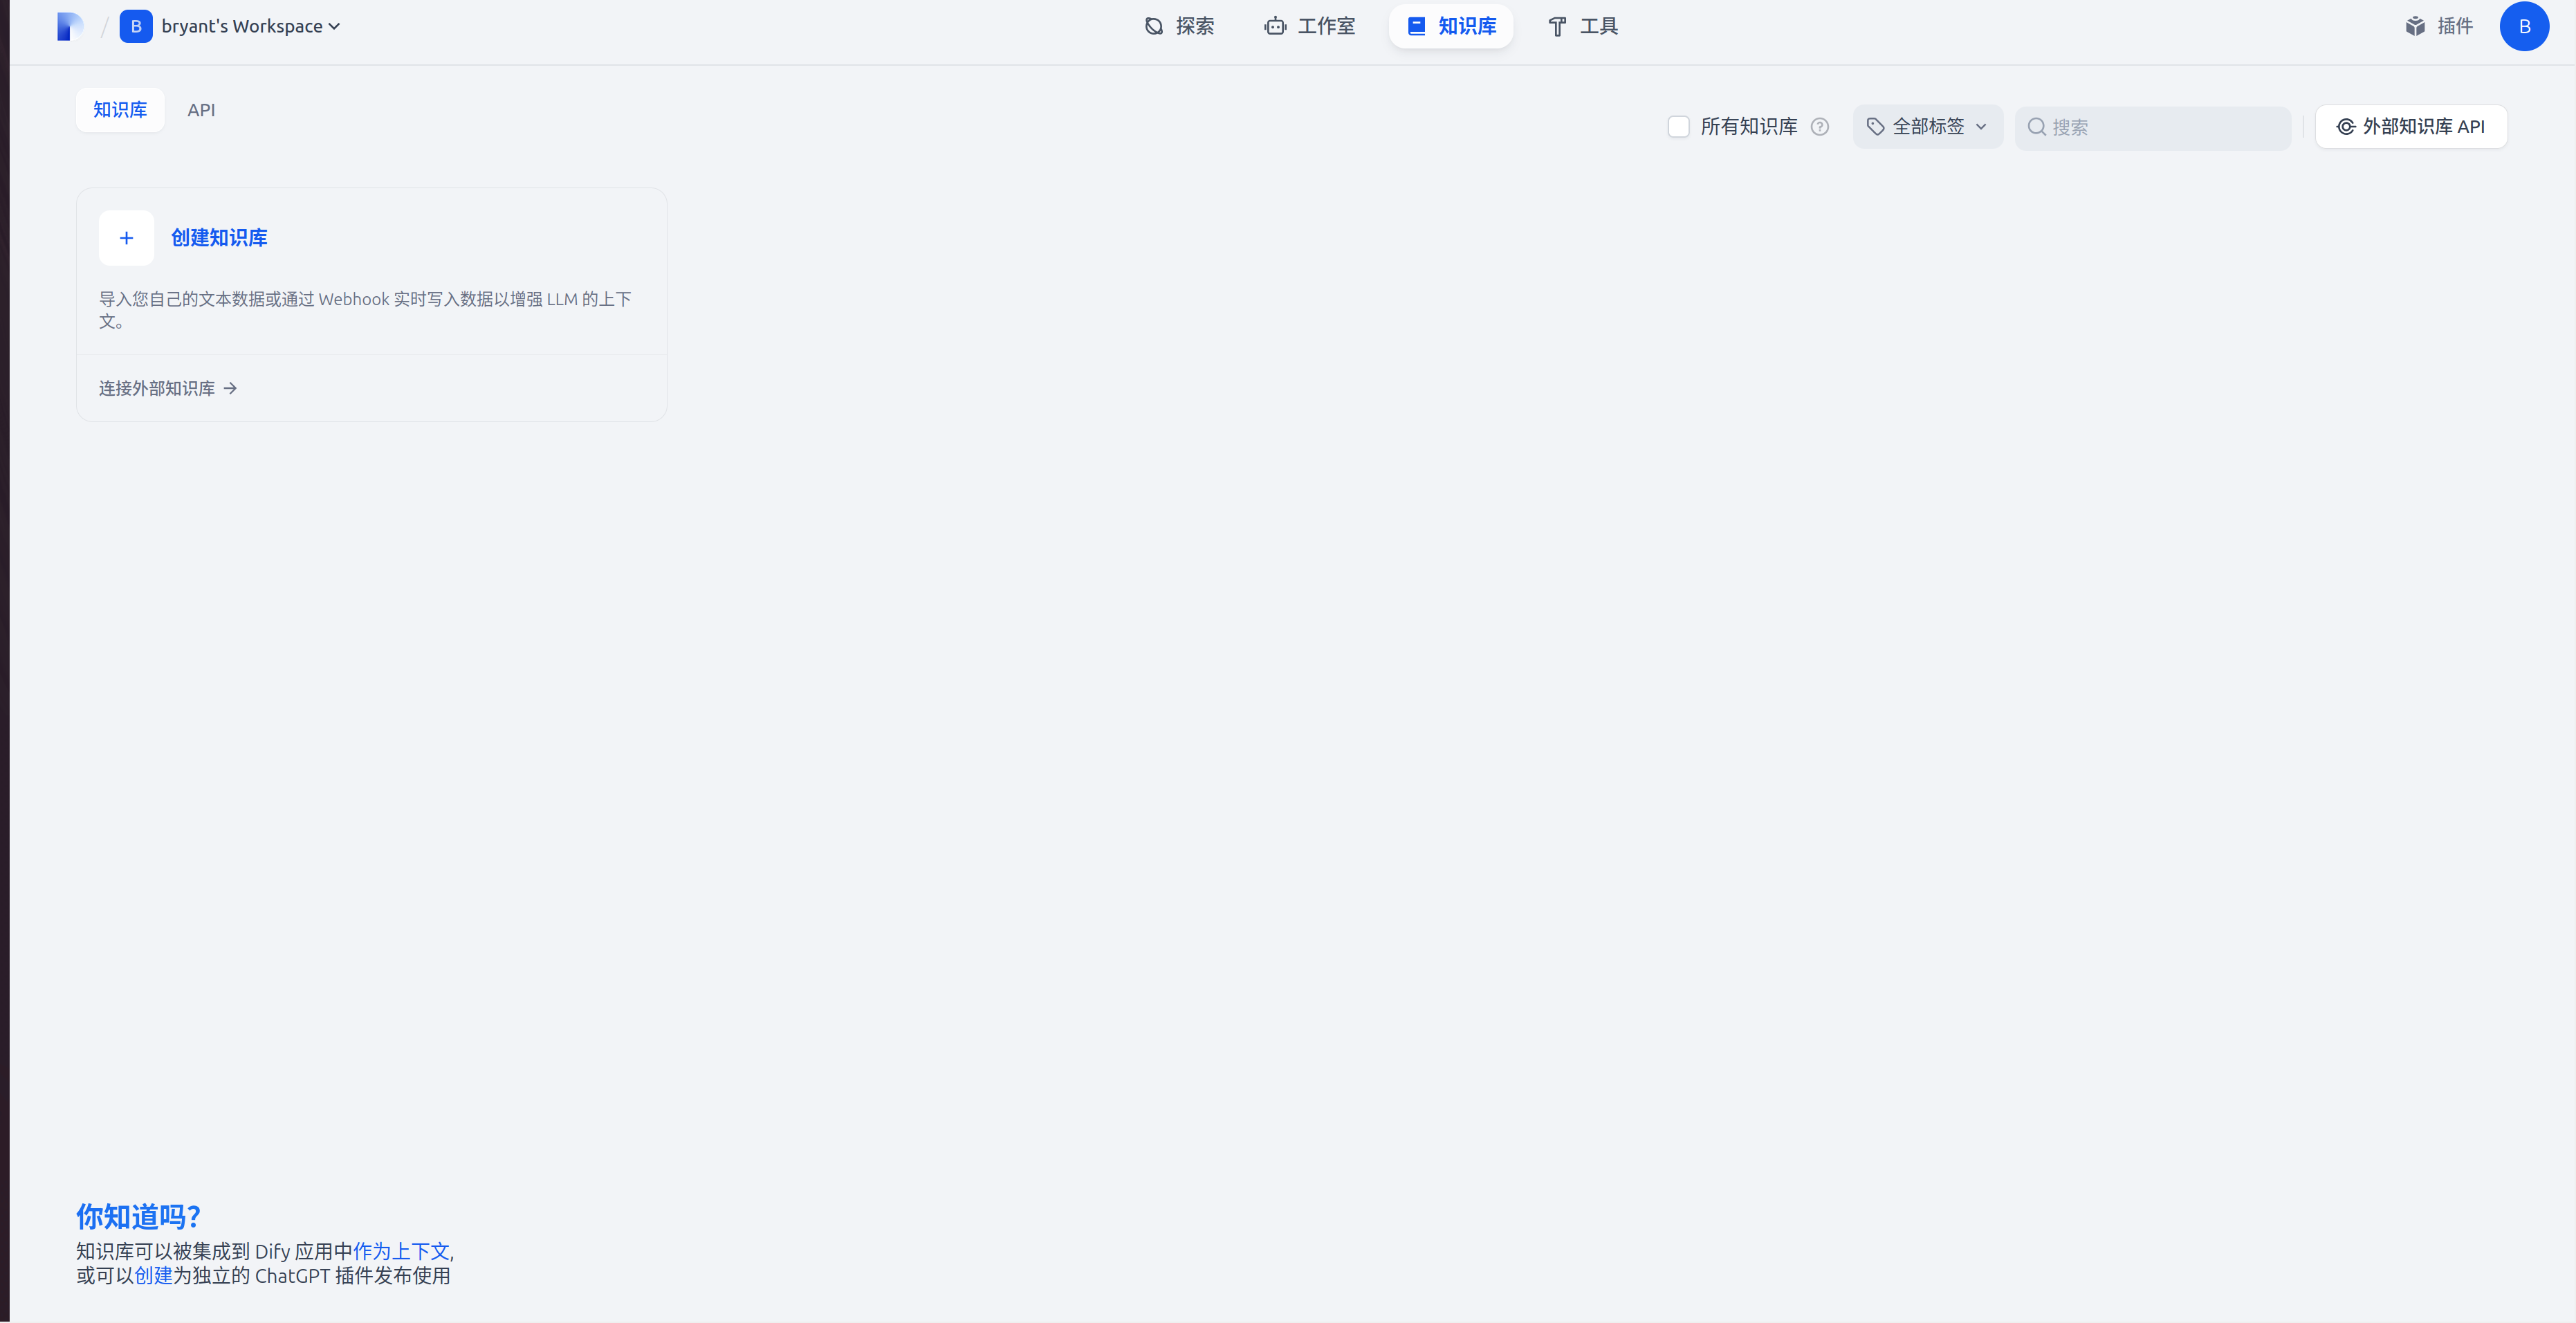 B bryant's Workspace
探索 工作室 知识库 工具
插件 B
知识库 API
所有知识库 全部标签 搜索 外部知识库 API
+ 创建知识库
导入您自己的文本数据或通过 Webhook 实时写入数据以增强 LLM 的上下
文。
连接外部知识库 →
你知道吗？
知识库可以被集成到 Dify 应用中作为上下文,
或可以创建为独立的 ChatGPT 插件发布使用